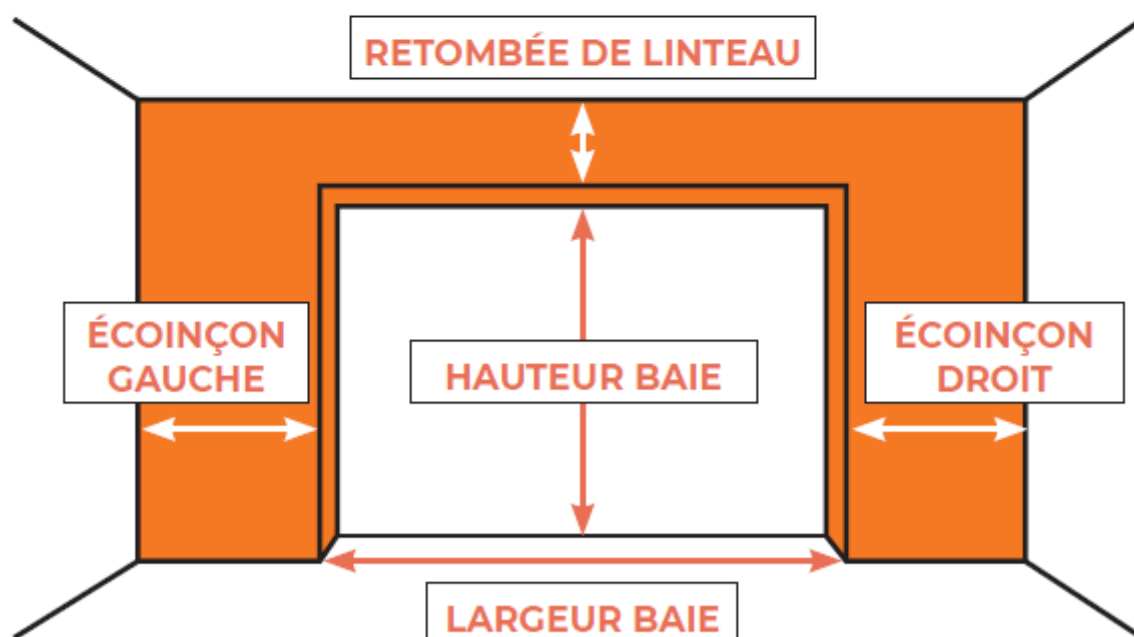 RETOMBÉE DE LINTEAU
ÉCOINÇON
GAUCHE
HAUTEUR BAIE
ÉCOINÇON
DROIT
LARGEUR BAIE